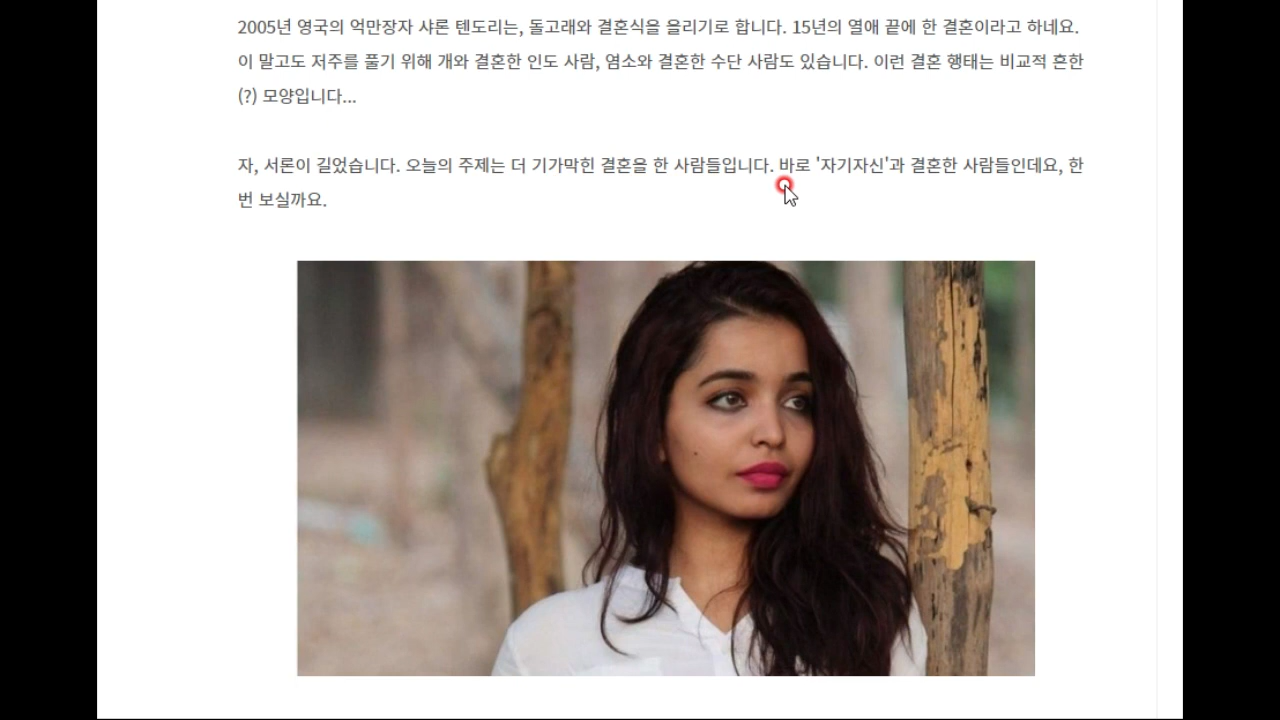 2005년 영국의 억만장자 샤론 텐도리는, 돌고래와 결혼식을 올리기로 합니다. 15년의 열애 끝에 한 결혼이라고 하네요.
이 말고도 저주를 풀기 위해 개와 결혼한 인도 사람, 염소와 결혼한 수단 사람도 있습니다. 이런 결혼 행태는 비교적 흔한
(?) 모양입니다...
자, 서론이 길었습니다. 오늘의 주제는 더 기가막힌 결혼을 한 사람들입니다. 바로 '자기자신'과 결혼한 사람들인데요, 한
번 보실까요.